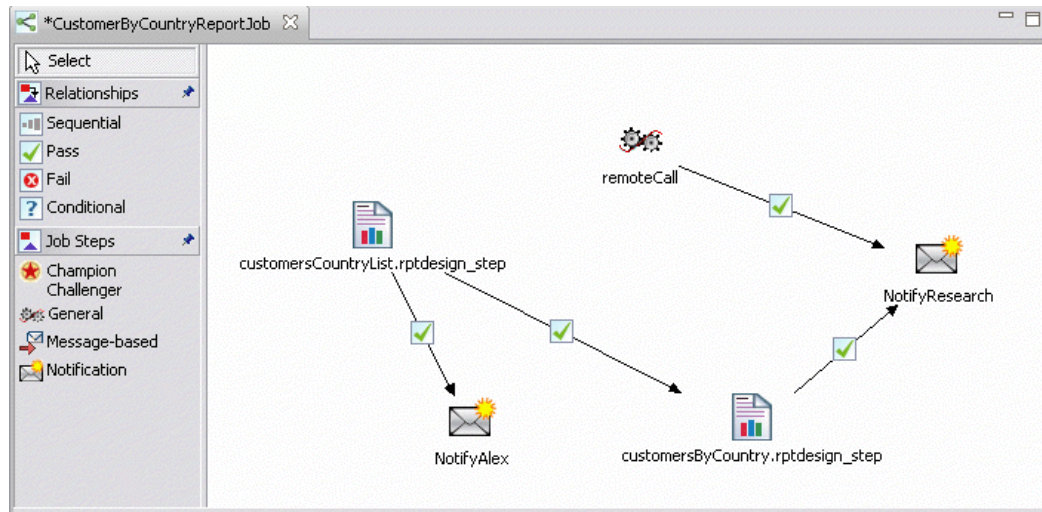 *CustomerByCountryReportJob
Select
Relationships
Sequential
Pass
Fail
Conditional
Job Steps
Champion
Challenger
General
Message-based
Notification
remoteCall
customersCountryList.rptdesign_step
NotifyResearch
NotifyAlex
customersByCountry.rptdesign_step